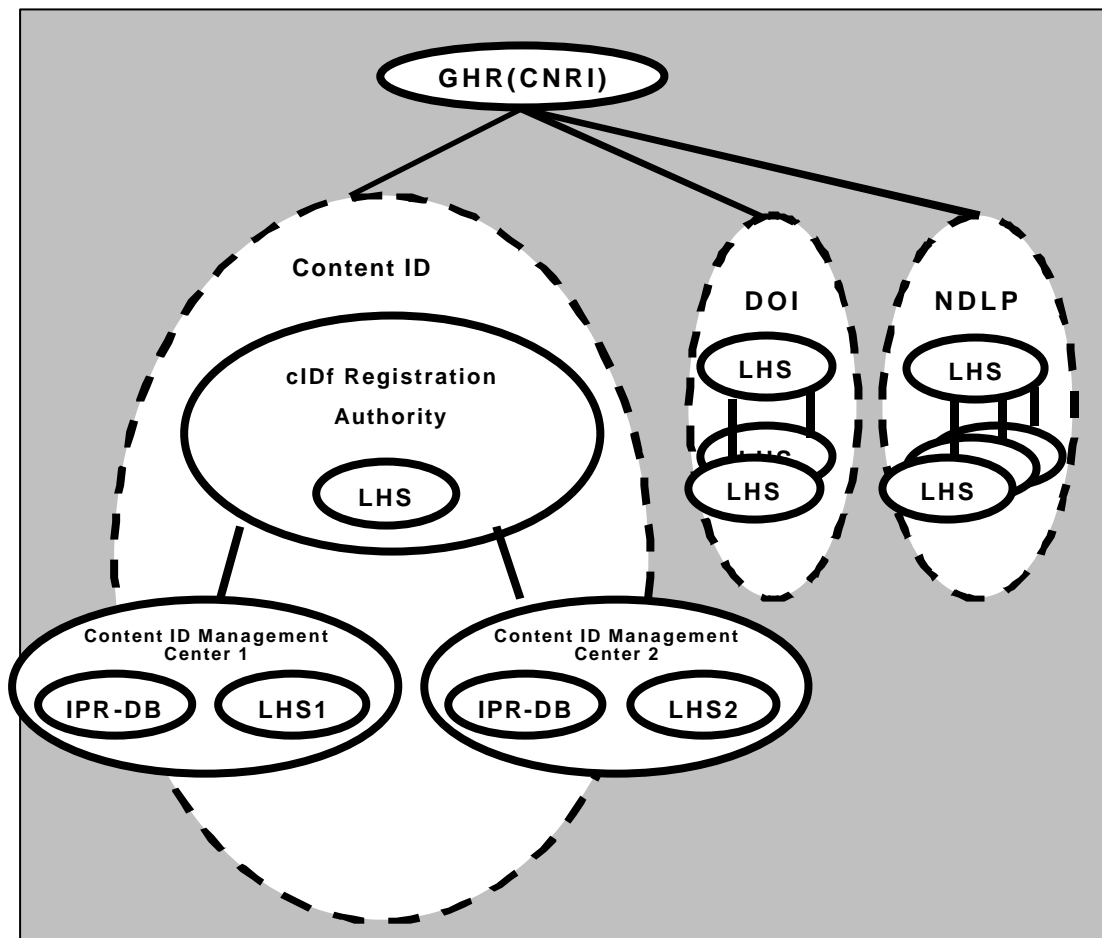 GHR(CNRI)
Content ID
cIDf Registration
Authority
LHS
DOI
LHS
LHS
LHS
NDLP
LHS
LHS
Content ID Management
Center 1
IPR-DB
LHS1
Content ID Management
Center 2
IPR-DB
LHS2